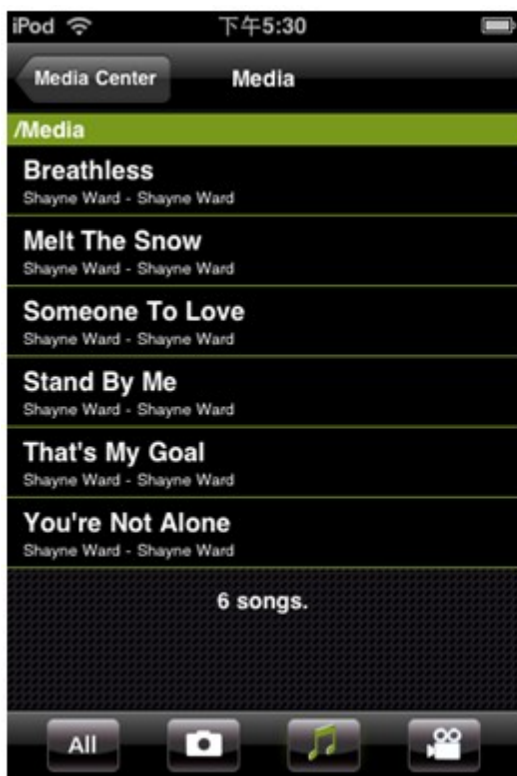 iPod 下午5:30
Media Center Media
/Media
Breathless
Shayne Ward - Shayne Ward
Melt The Snow
Shayne Ward - Shayne Ward
Someone To Love
Shayne Ward - Shayne Ward
Stand By Me
Shayne Ward - Shayne Ward
That's My Goal
Shayne Ward - Shayne Ward
You're Not Alone
Shayne Ward - Shayne Ward
6 songs.
All